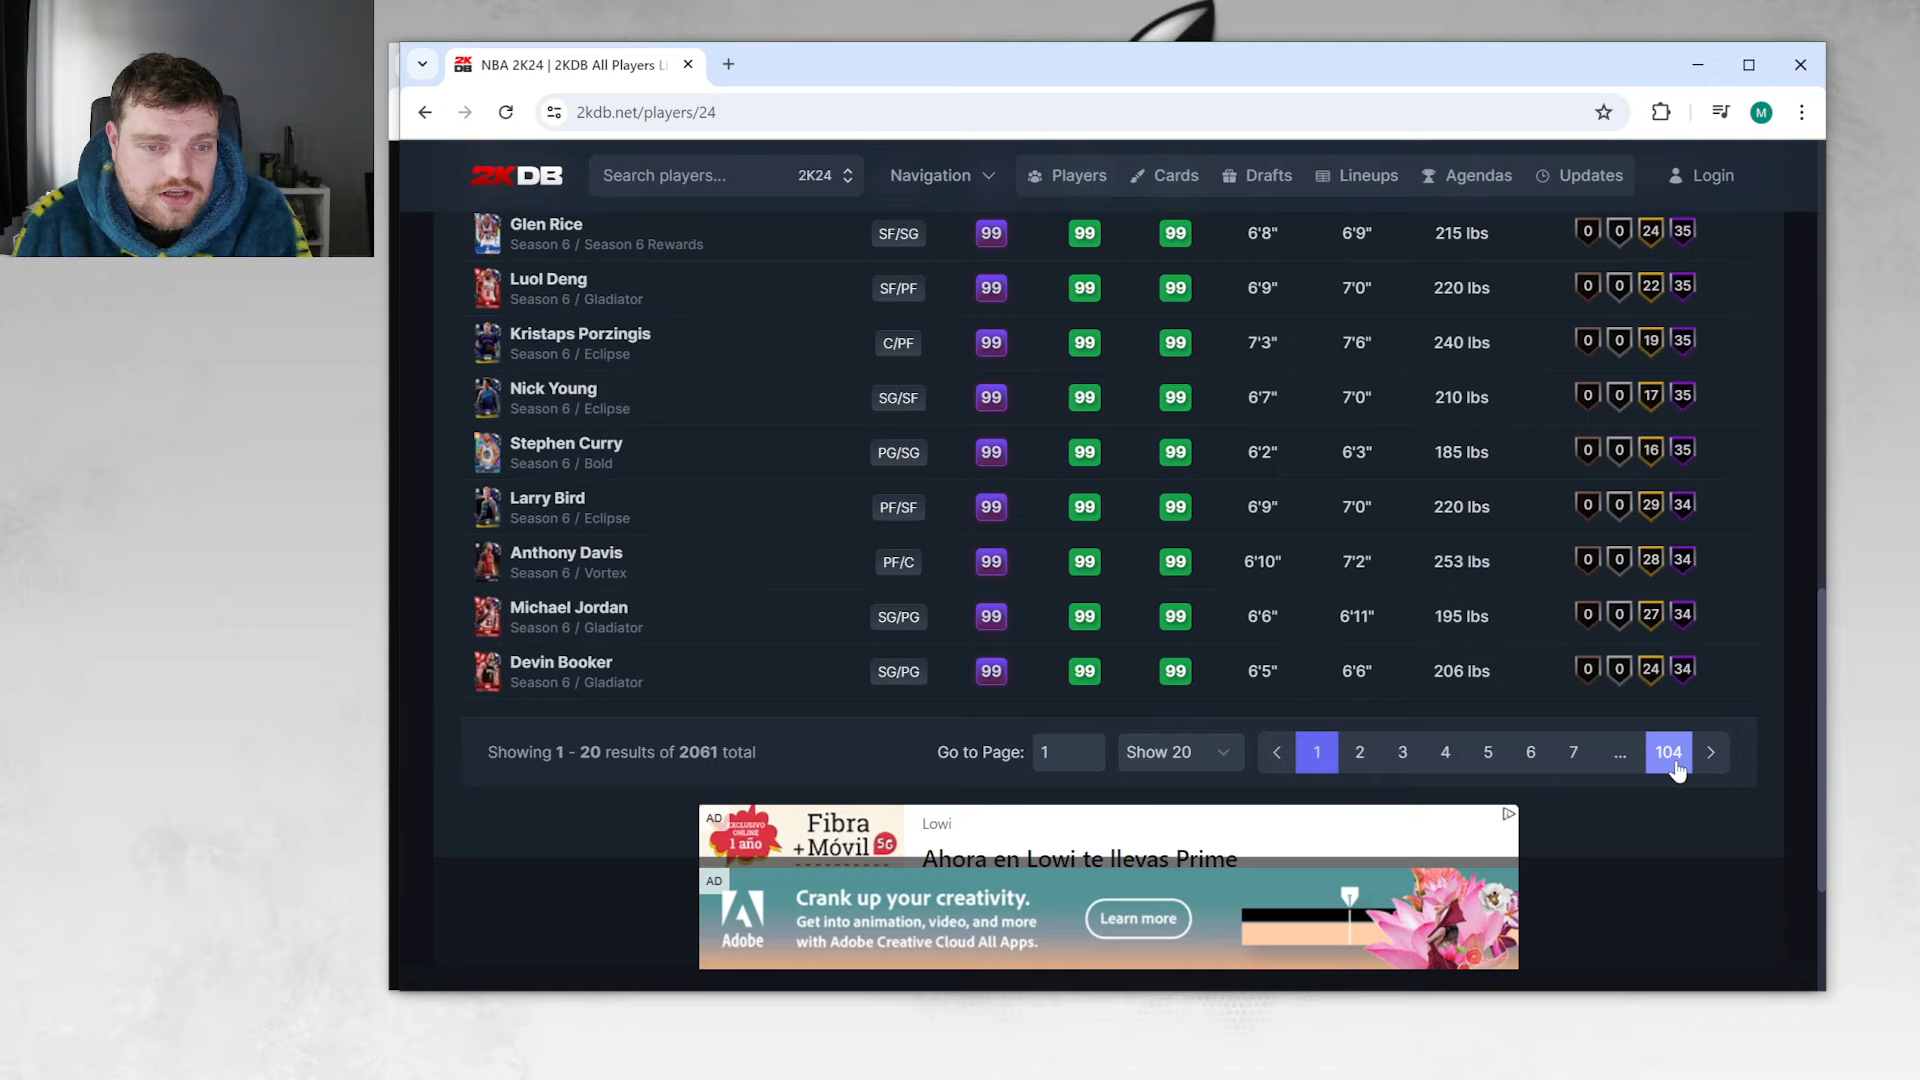 NBA 2K24 | 2KDB All Players Li
2kdb.net/players/24
M
2KDB
Search players... 2K24
Navigation
Players
Cards
Drafts
Lineups
Agendas
Updates
Login
Glen Rice SF/SG 99 99 99 6'8" 6'9" 215 lbs 0 0 24 35
Season 6 / Season 6 Rewards
Luol Deng SF/PF 99 99 99 6'9" 7'0" 220 lbs 0 0 22 35
Season 6 / Gladiator
Kristaps Porzingis C/PF 99 99 99 7'3" 7'6" 240 lbs 0 0 19 35
Season 6 / Eclipse
Nick Young SG/SF 99 99 99 6'7" 7'0" 210 lbs 0 0 17 35
Season 6 / Eclipse
Stephen Curry PG/SG 99 99 99 6'2" 6'3" 185 lbs 0 0 16 35
Season 6 / Bold
Larry Bird PF/SF 99 99 99 6'9" 7'0" 220 lbs 0 0 29 34
Season 6 / Eclipse
Anthony Davis PF/C 99 99 99 6'10" 7'2" 253 lbs 0 0 28 34
Season 6 / Vortex
Michael Jordan SG/PG 99 99 99 6'6" 6'11" 195 lbs 0 0 27 34
Season 6 / Gladiator
Devin Booker SG/PG 99 99 99 6'5" 6'6" 206 lbs 0 0 24 34
Season 6 / Gladiator
Showing 1 - 20 results of 2061 total Go to Page: 1 Show 20 1 2 3 4 5 6 7 ... 104
AD
EXCLUSIVO
ONLINE
1 año
Fibra
+Móvil 5G
Lowi
Ahora en Lowi te llevas Prime
AD
Adobe
Crank up your creativity.
Get into animation, video, and more
with Adobe Creative Cloud All Apps.
Learn more